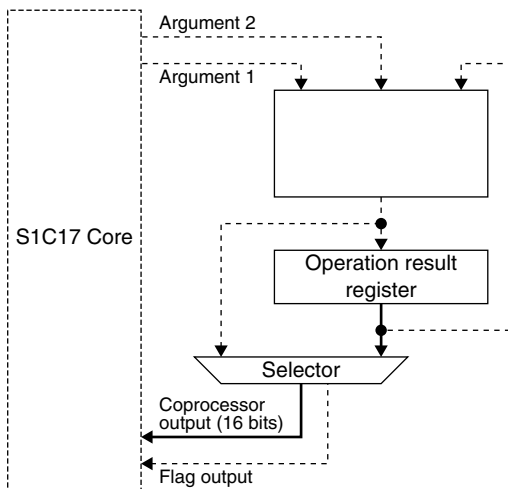 Argument 2
Argument 1
S1C17 Core
Operation result
register
Selector
Coprocessor
output (16 bits)
Flag output